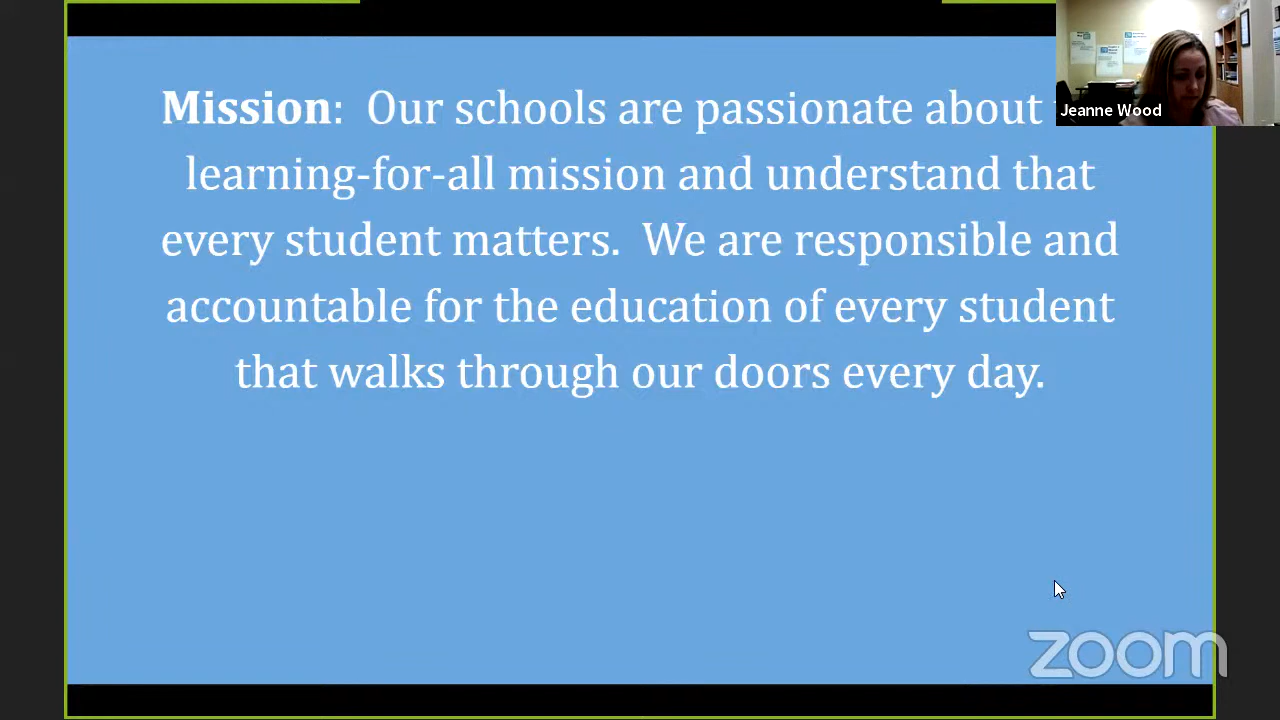 Mission: Our schools are passionate about
learning-for-all mission and understand that
every student matters. We are responsible and
accountable for the education of every student
that walks through our doors every day.
Jeanne Wood
zoom